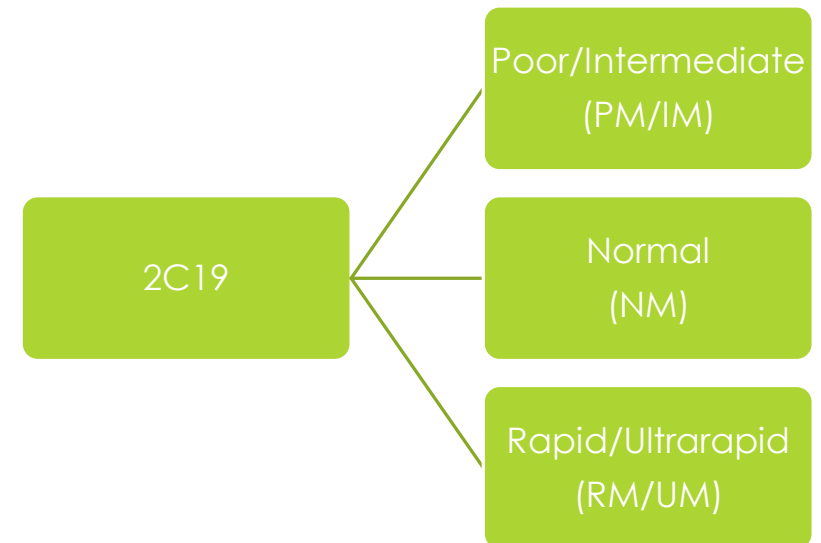 2C19
Poor/Intermediate
(PM/IM)
Normal
(NM)
Rapid/Ultrarapid
(RM/UM)